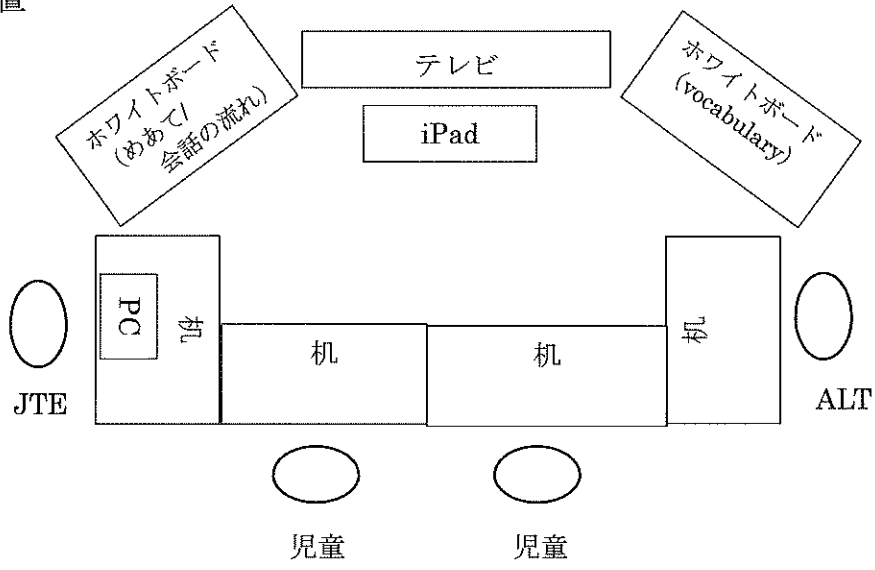 置
ホワイトボード
(めあて/
会話の流れ)
テレビ
iPad
ホワイトボード
(vocabulary)
PC
机
机
机
机
JTE
ALT
児童
児童